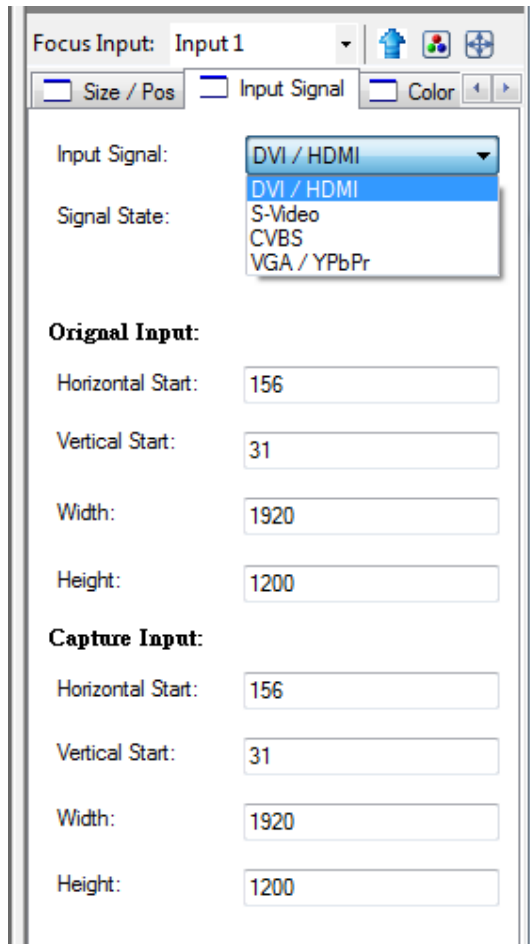 Focus Input: Input 1
Size / Pos Input Signal Color
Input Signal: DVI / HDMI
DVI / HDMI
Signal State: S-Video
CVBS
VGA / YPbPr
Orignal Input:
Horizontal Start: 156
Vertical Start: 31
Width: 1920
Height: 1200
Capture Input:
Horizontal Start: 156
Vertical Start: 31
Width: 1920
Height: 1200